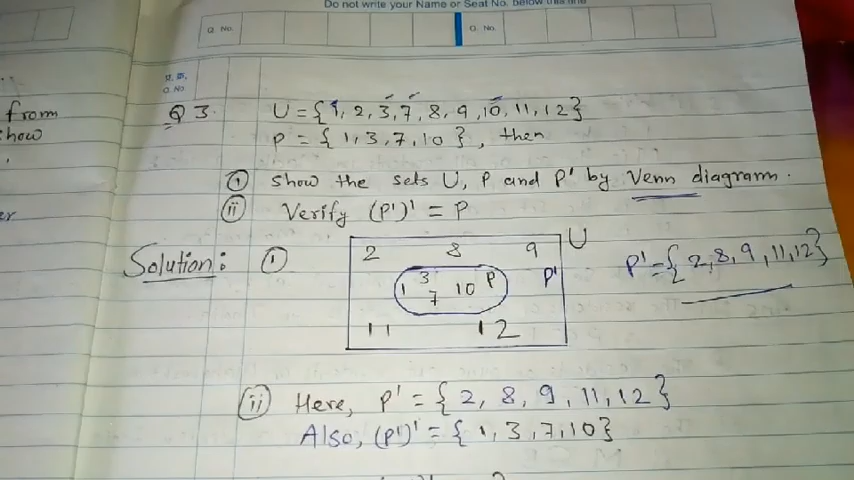 Do not write your Name or Seat No. below this line
Q. No.
Q. No.
Q. No
from
show
er
Q 3. U = {1, 2, 3, 7, 8, 9, 10, 11, 12}
P = {1, 3, 7, 10}, then
(i) Show the sets U, P and P' by Venn diagram.
(ii) Verify (P')' = P
Solution: (i)
2 8 9 U
1 3 7 10 P P'
11 12
P' = {2, 8, 9, 11, 12}
(ii) Here, P' = {2, 8, 9, 11, 12}
Also, (P')' = {1, 3, 7, 10}